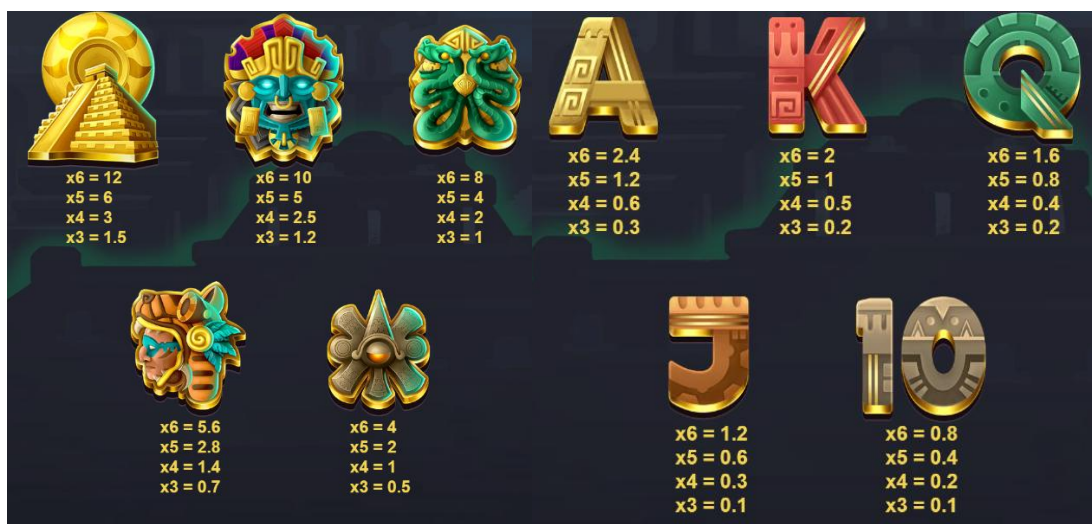 x6 = 12
x5 = 6
x4 = 3
x3 = 1.5
x6 = 10
x5 = 5
x4 = 2.5
x3 = 1.2
x6 = 8
x5 = 4
x4 = 2
x3 = 1
A
x6 = 2.4
x5 = 1.2
x4 = 0.6
x3 = 0.3
K
x6 = 2
x5 = 1
x4 = 0.5
x3 = 0.2
Q
x6 = 1.6
x5 = 0.8
x4 = 0.4
x3 = 0.2
x6 = 5.6
x5 = 2.8
x4 = 1.4
x3 = 0.7
x6 = 4
x5 = 2
x4 = 1
x3 = 0.5
J
x6 = 1.2
x5 = 0.6
x4 = 0.3
x3 = 0.1
10
x6 = 0.8
x5 = 0.4
x4 = 0.2
x3 = 0.1